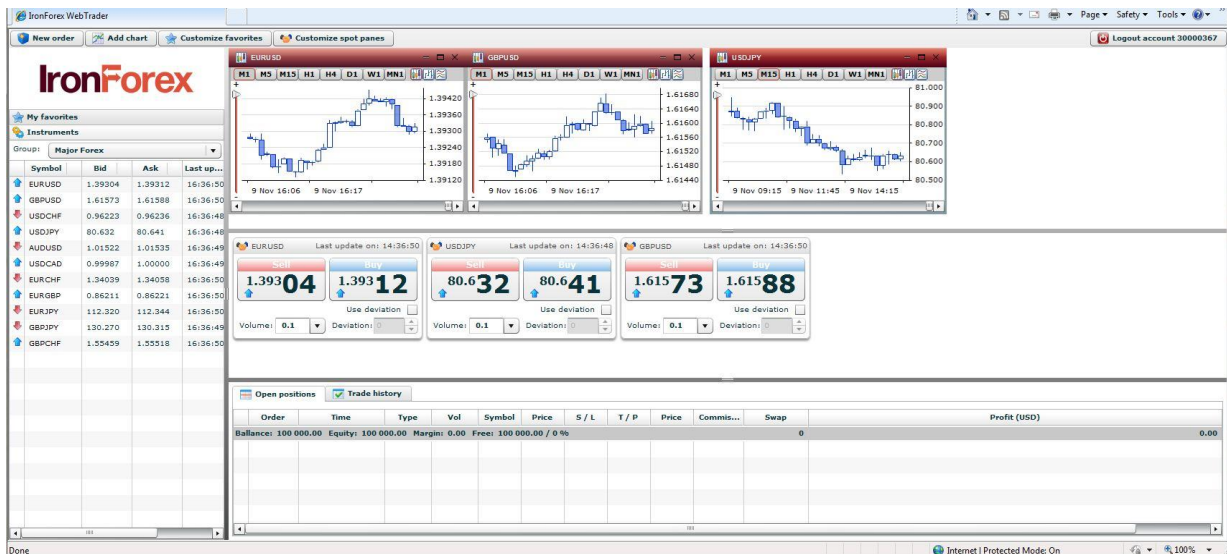 IronForex WebTrader
Page Safety Tools
New order Add chart Customize favorites Customize spot panes Logout account 30000367
IronForex
My favorites
Instruments
Group: Major Forex
Symbol Bid Ask Last up...
EURUSD 1.39304 1.39312 16:36:50
GBPUSD 1.61573 1.61588 16:36:50
USDCHF 0.96223 0.96236 16:36:48
USDJPY 80.632 80.641 16:36:48
AUDUSD 1.01522 1.01535 16:36:49
USDCAD 0.99987 1.00000 16:36:49
EURCHF 1.34039 1.34058 16:36:50
EURGBP 0.86211 0.86221 16:36:50
EURJPY 112.320 112.344 16:36:50
GBPJPY 130.270 130.315 16:36:49
GBPCHF 1.55459 1.55518 16:36:50
EURUSD
M1 M5 M15 H1 H4 D1 W1 MN1
1.39420
1.39360
1.39300
1.39240
1.39180
1.39120
9 Nov 16:06 9 Nov 16:17
GBPUSD
M1 M5 M15 H1 H4 D1 W1 MN1
1.61680
1.61640
1.61600
1.61560
1.61520
1.61480
1.61440
9 Nov 16:06 9 Nov 16:17
USDJPY
M1 M5 M15 H1 H4 D1 W1 MN1
81.000
80.900
80.800
80.700
80.600
80.500
9 Nov 09:15 9 Nov 11:45 9 Nov 14:15
EURUSD Last update on: 14:36:50
Sell Buy
1.39304 1.39312
Use deviation
Volume: 0.1 Deviation: 0
USDJPY Last update on: 14:36:48
Sell Buy
80.632 80.641
Use deviation
Volume: 0.1 Deviation: 0
GBPUSD Last update on: 14:36:50
Sell Buy
1.61573 1.61588
Use deviation
Volume: 0.1 Deviation: 0
Open positions Trade history
Order Time Type Vol Symbol Price S / L T / P Price Commis... Swap Profit (USD)
Ballance: 100 000.00 Equity: 100 000.00 Margin: 0.00 Free: 100 000.00 / 0 % 0 0.00
Done Internet | Protected Mode: On 100%